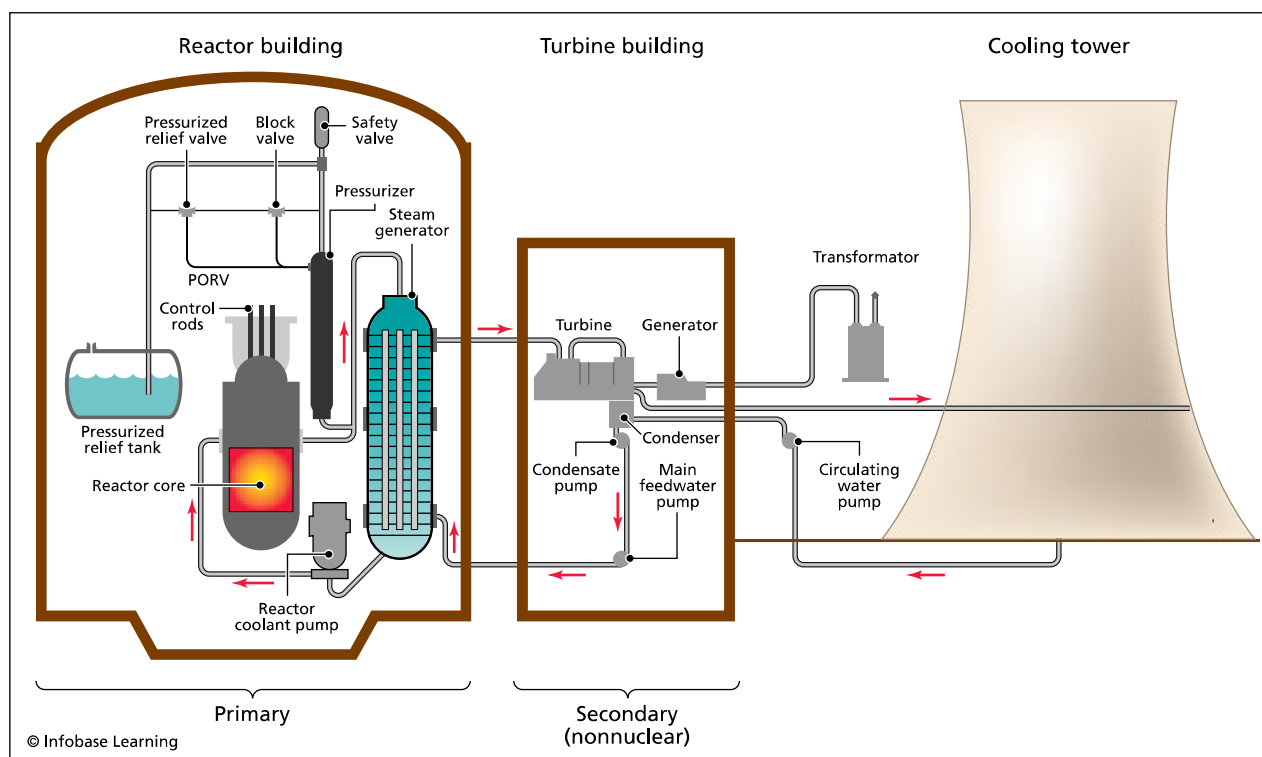 Reactor building
Turbine building
Cooling tower
Pressurized
relief valve
Block
valve
Safety
valve
Pressurizer
Steam
generator
PORV
Control
rods
Transformator
Turbine
Generator
Pressurized
relief tank
Condenser
Condensate
pump
Main
feedwater
pump
Circulating
water
pump
Reactor core
Reactor
coolant pump
Primary
Secondary
(nonnuclear)
© Infobase Learning